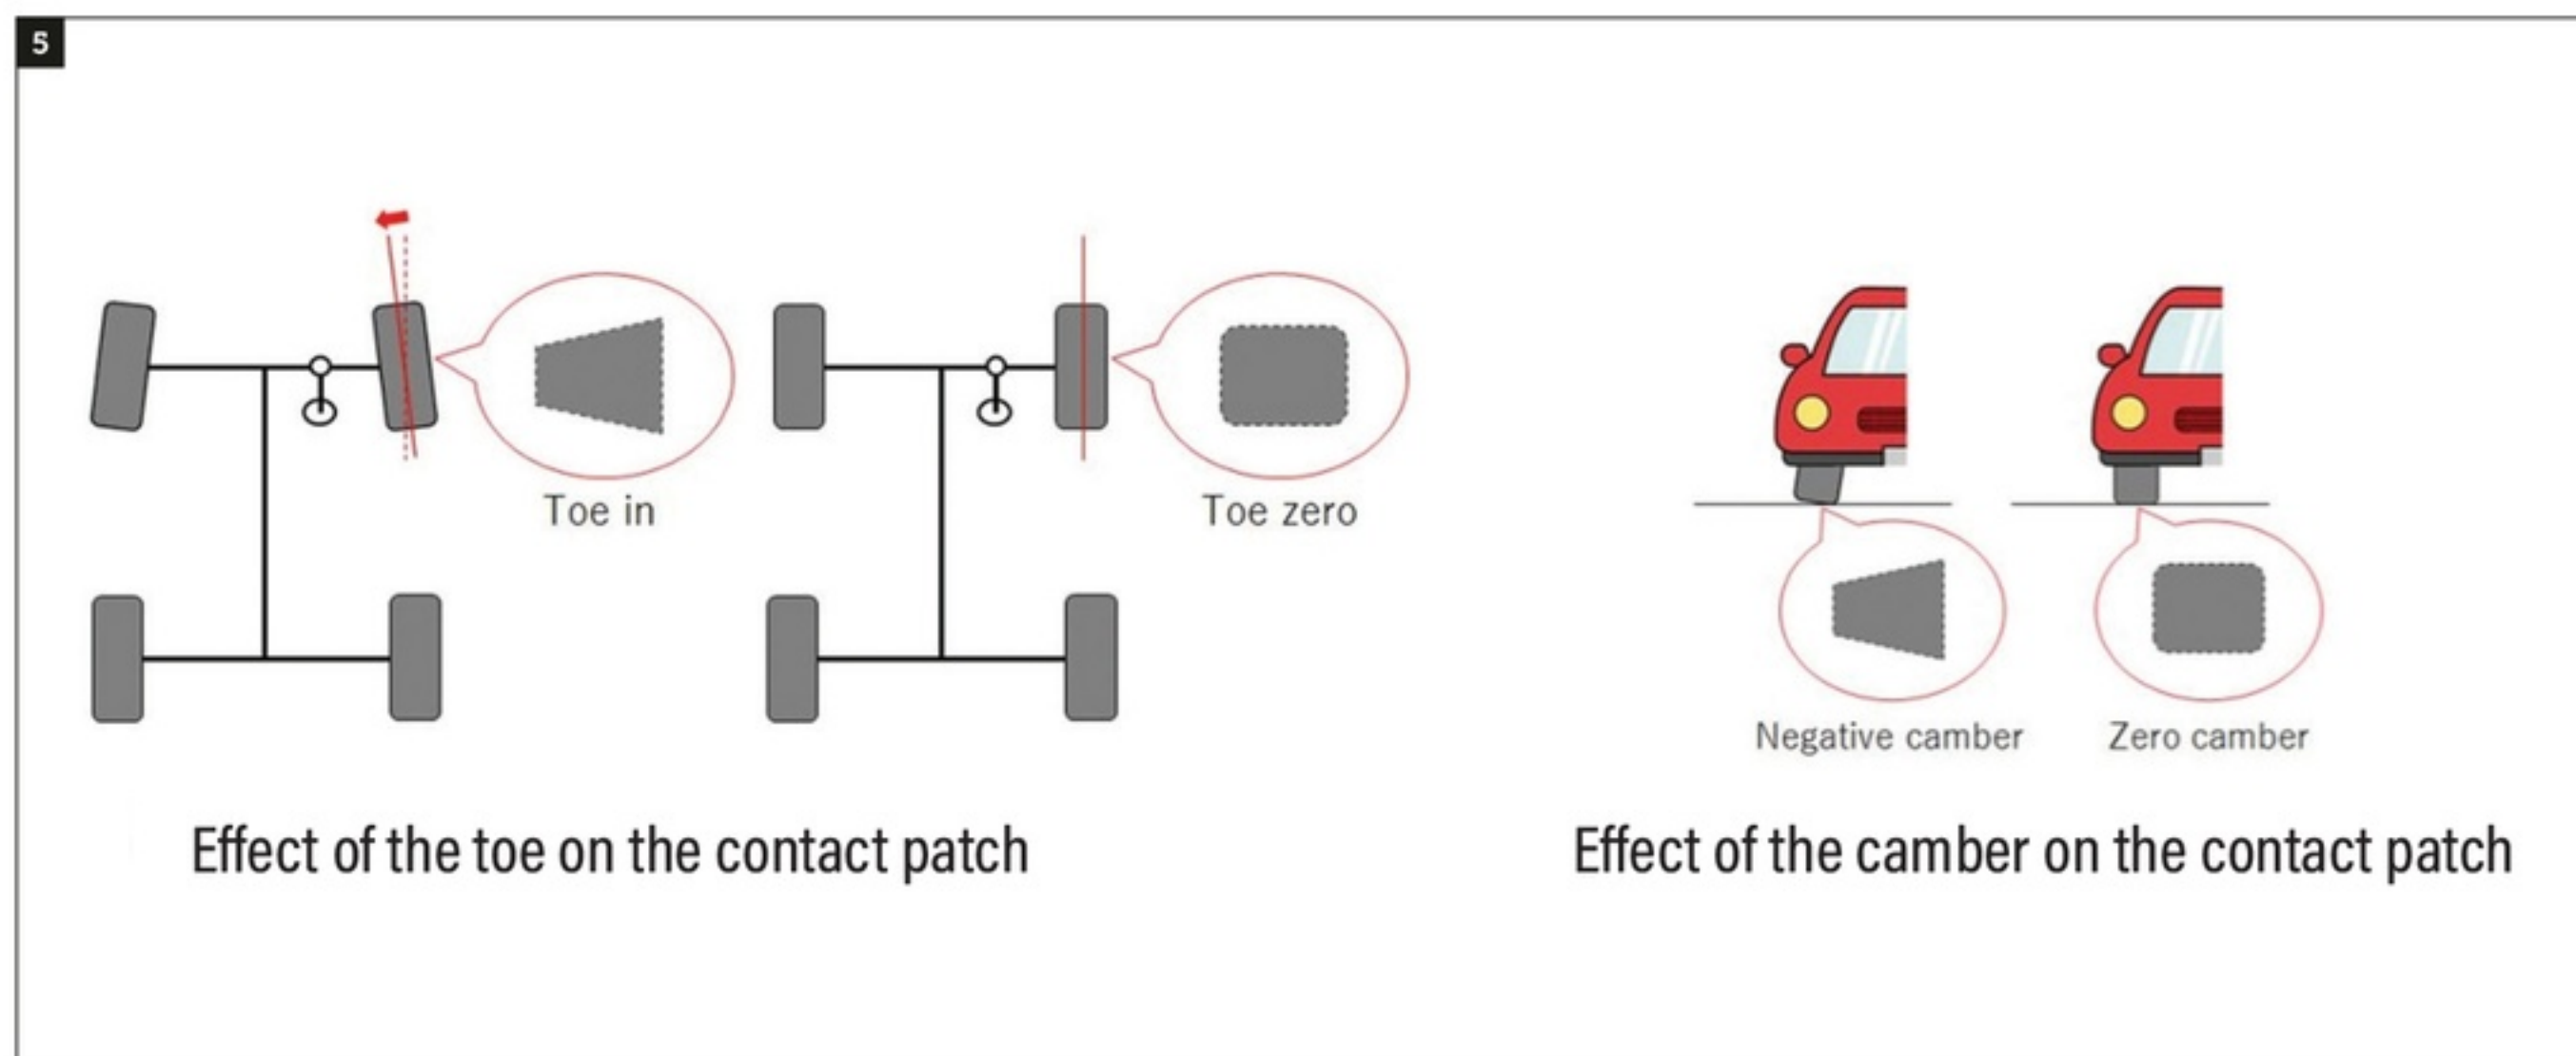 5
Toe in
Toe zero
Negative camber
Zero camber
Effect of the toe on the contact patch
Effect of the camber on the contact patch